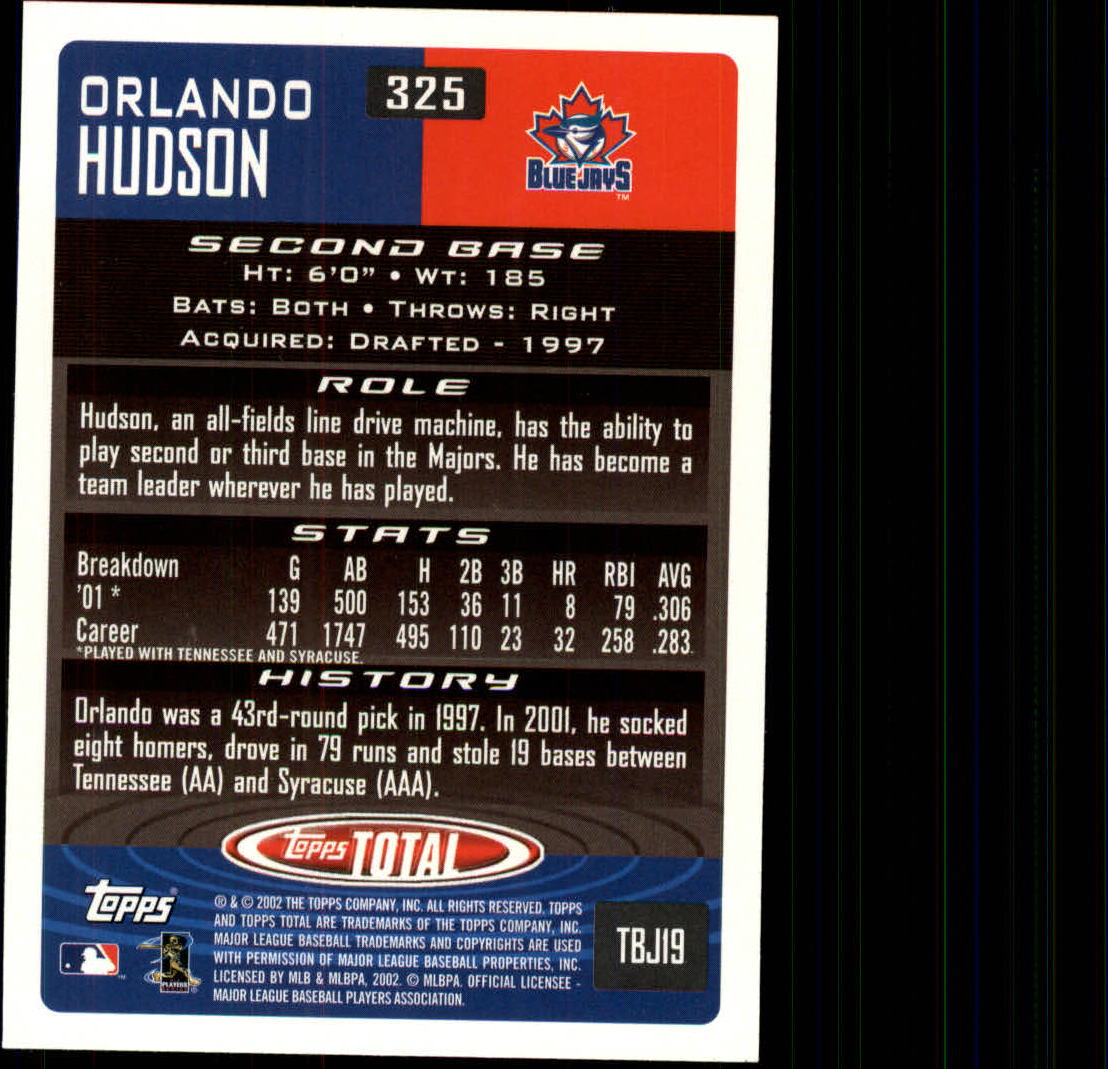 ORLANDO
HUDSON
325
BLUE JAYS
TM
SECOND BASE
HT: 6'0" • WT: 185
BATS: BOTH • THROWS: RIGHT
ACQUIRED: DRAFTED - 1997
ROLE
Hudson, an all-fields line drive machine, has the ability to
play second or third base in the Majors. He has become a
team leader wherever he has played.
STATS
Breakdown G AB H 2B 3B HR RBI AVG
'01 * 139 500 153 36 11 8 79 .306
Career 471 1747 495 110 23 32 258 .283
*PLAYED WITH TENNESSEE AND SYRACUSE.
HISTORY
Orlando was a 43rd-round pick in 1997. In 2001, he socked
eight homers, drove in 79 runs and stole 19 bases between
Tennessee (AA) and Syracuse (AAA).
Topps TOTAL
Topps®
® & © 2002 THE TOPPS COMPANY, INC. ALL RIGHTS RESERVED. TOPPS
AND TOPPS TOTAL ARE TRADEMARKS OF THE TOPPS COMPANY, INC.
MAJOR LEAGUE BASEBALL TRADEMARKS AND COPYRIGHTS ARE USED
WITH PERMISSION OF MAJOR LEAGUE BASEBALL PROPERTIES, INC.
LICENSED BY MLB & MLBPA, 2002. © MLBPA. OFFICIAL LICENSEE -
MAJOR LEAGUE BASEBALL PLAYERS ASSOCIATION.
PLAYERS
TBJ19